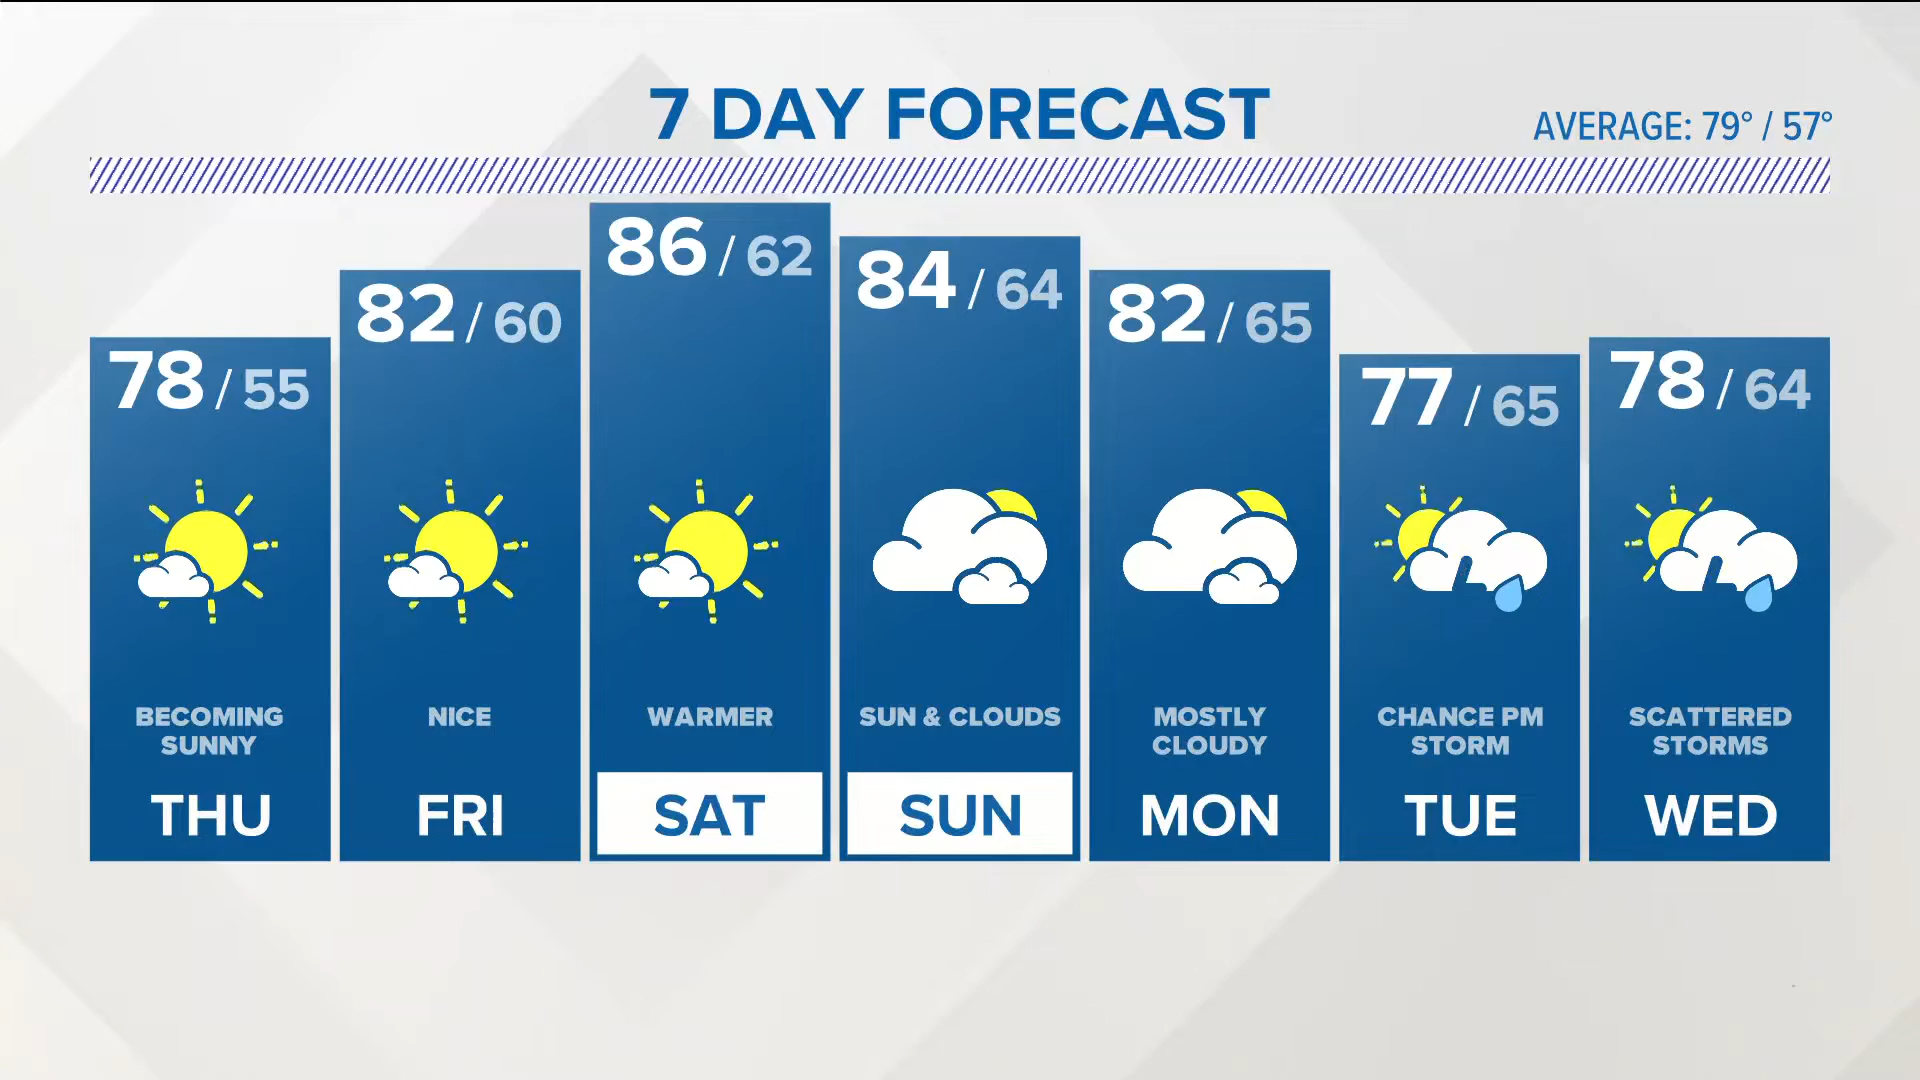 7 DAY FORECAST
AVERAGE: 79° / 57°
78 / 55
BECOMING
SUNNY
THU
82 / 60
NICE
FRI
86 / 62
WARMER
SAT
84 / 64
SUN & CLOUDS
SUN
82 / 65
MOSTLY
CLOUDY
MON
77 / 65
CHANCE PM
STORM
TUE
78 / 64
SCATTERED
STORMS
WED